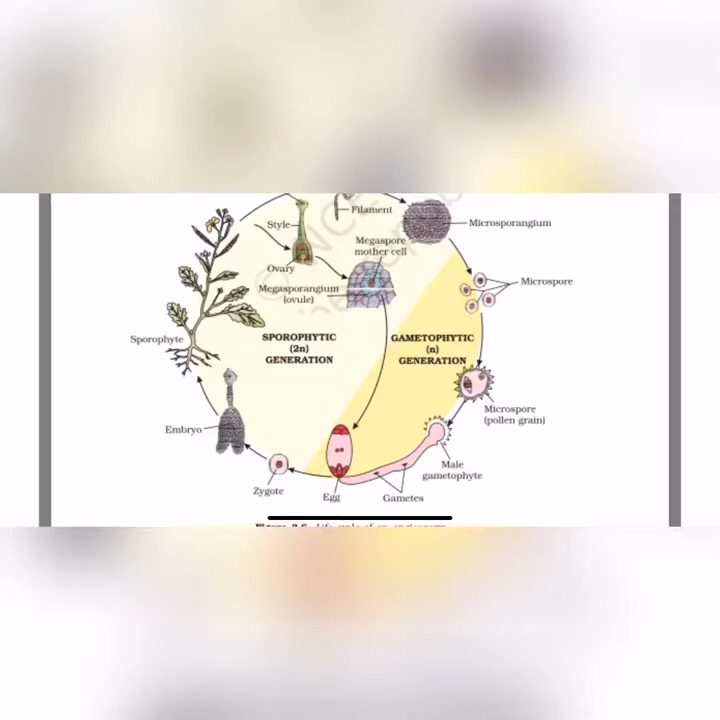 Filament
Style
Microsporangium
Megaspore
mother cell
Ovary
Megasporangium
(ovule)
Microspore
SPOROPHYTIC
(2n)
GENERATION
GAMETOPHYTIC
(n)
GENERATION
Sporophyte
Microspore
(pollen grain)
Embryo
Male
gametophyte
Zygote
Egg
Gametes